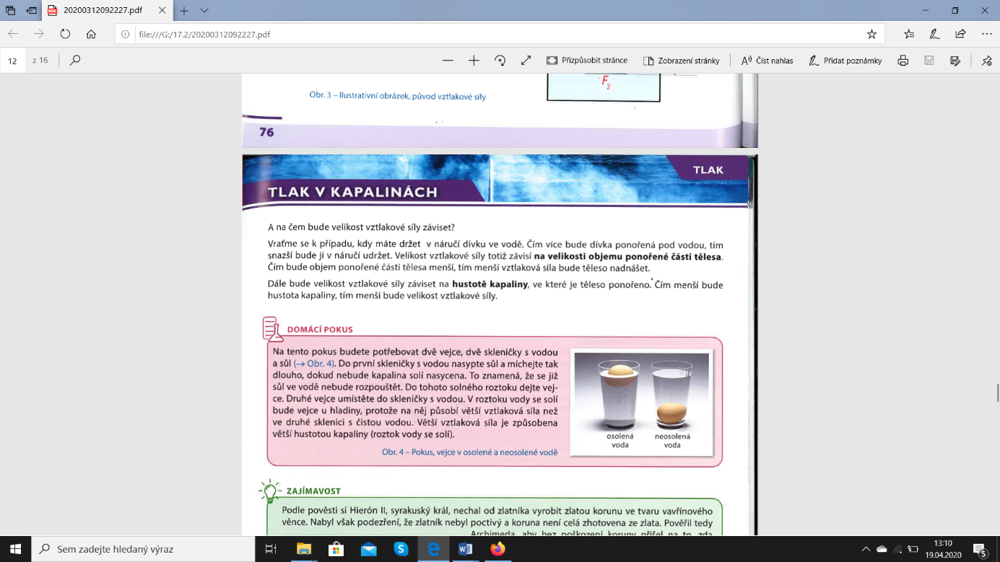 20200312092227.pdf
file:///G:/17.2/20200312092227.pdf
12 z 16
Přizpůsobit stránce
Zobrazení stránky
Číst nahlas
Přidat poznámky
F2
Obr. 3 – Ilustrativní obrázek, původ vztlakové síly
76
TLAK
TLAK V KAPALINÁCH
A na čem bude velikost vztlakové síly záviset?
Vraťme se k případu, kdy máte držet v náručí dívku ve vodě. Čím více bude dívka ponořená pod vodou, tím
snazší bude ji v náručí udržet. Velikost vztlakové síly totiž závisí na velikosti objemu ponořené části tělesa.
Čím bude objem ponořené části tělesa menší, tím menší vztlaková síla bude těleso nadnášet.
Dále bude velikost vztlakové síly záviset na hustotě kapaliny, ve které je těleso ponořeno. Čím menší bude
hustota kapaliny, tím menší bude velikost vztlakové síly.
DOMÁCÍ POKUS
Na tento pokus budete potřebovat dvě vejce, dvě skleničky s vodou
a sůl (→ Obr. 4). Do první skleničky s vodou nasypte sůl a míchejte tak
dlouho, dokud nebude kapalina solí nasycena. To znamená, že se již
sůl ve vodě nebude rozpouštět. Do tohoto solného roztoku dejte vej-
ce. Druhé vejce umístěte do skleničky s vodou. V roztoku vody se solí
bude vejce u hladiny, protože na něj působí větší vztlaková síla než
ve druhé sklenici s čistou vodou. Větší vztlaková síla je způsobena
větší hustotou kapaliny (roztok vody se solí).
Obr. 4 – Pokus, vejce v osolené a neosolené vodě
osolená
voda
neosolená
voda
ZAJÍMAVOST
Podle pověsti si Hierón II, syrakuský král, nechal od zlatníka vyrobit zlatou korunu ve tvaru vavřínového
věnce. Nabyl však podezření, že zlatník nebyl poctivý a koruna není celá zhotovena ze zlata. Pověřil tedy
Archimeda, aby bez poškození koruny přišel na to, zda
Sem zadejte hledaný výraz
13:10
19.04.2020
5